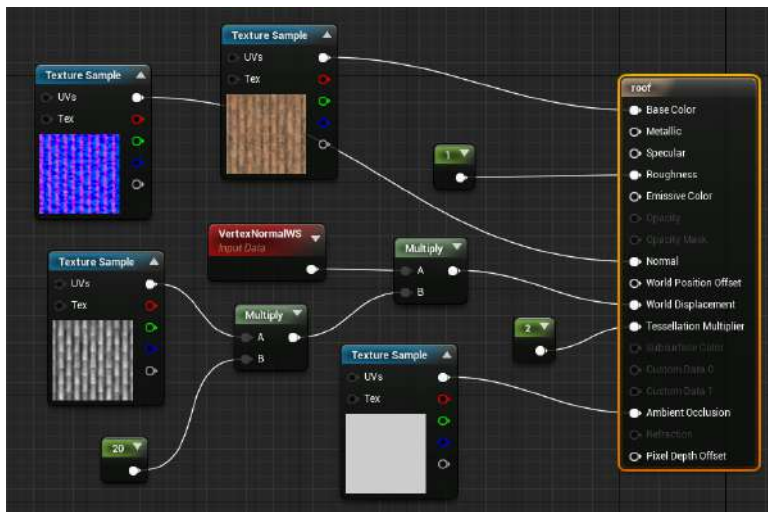 Texture Sample
UVs
Tex
Texture Sample
UVs
Tex
1
VertexNormalWS
Input Data
Multiply
A
B
Texture Sample
UVs
Tex
Multiply
A
B
20
Texture Sample
UVs
Tex
2
roof
Base Color
Metallic
Specular
Roughness
Emissive Color
Opacity
Opacity Mask
Normal
World Position Offset
World Displacement
Tessellation Multiplier
Subsurface Color
Custom Data 0
Custom Data 1
Ambient Occlusion
Refraction
Pixel Depth Offset